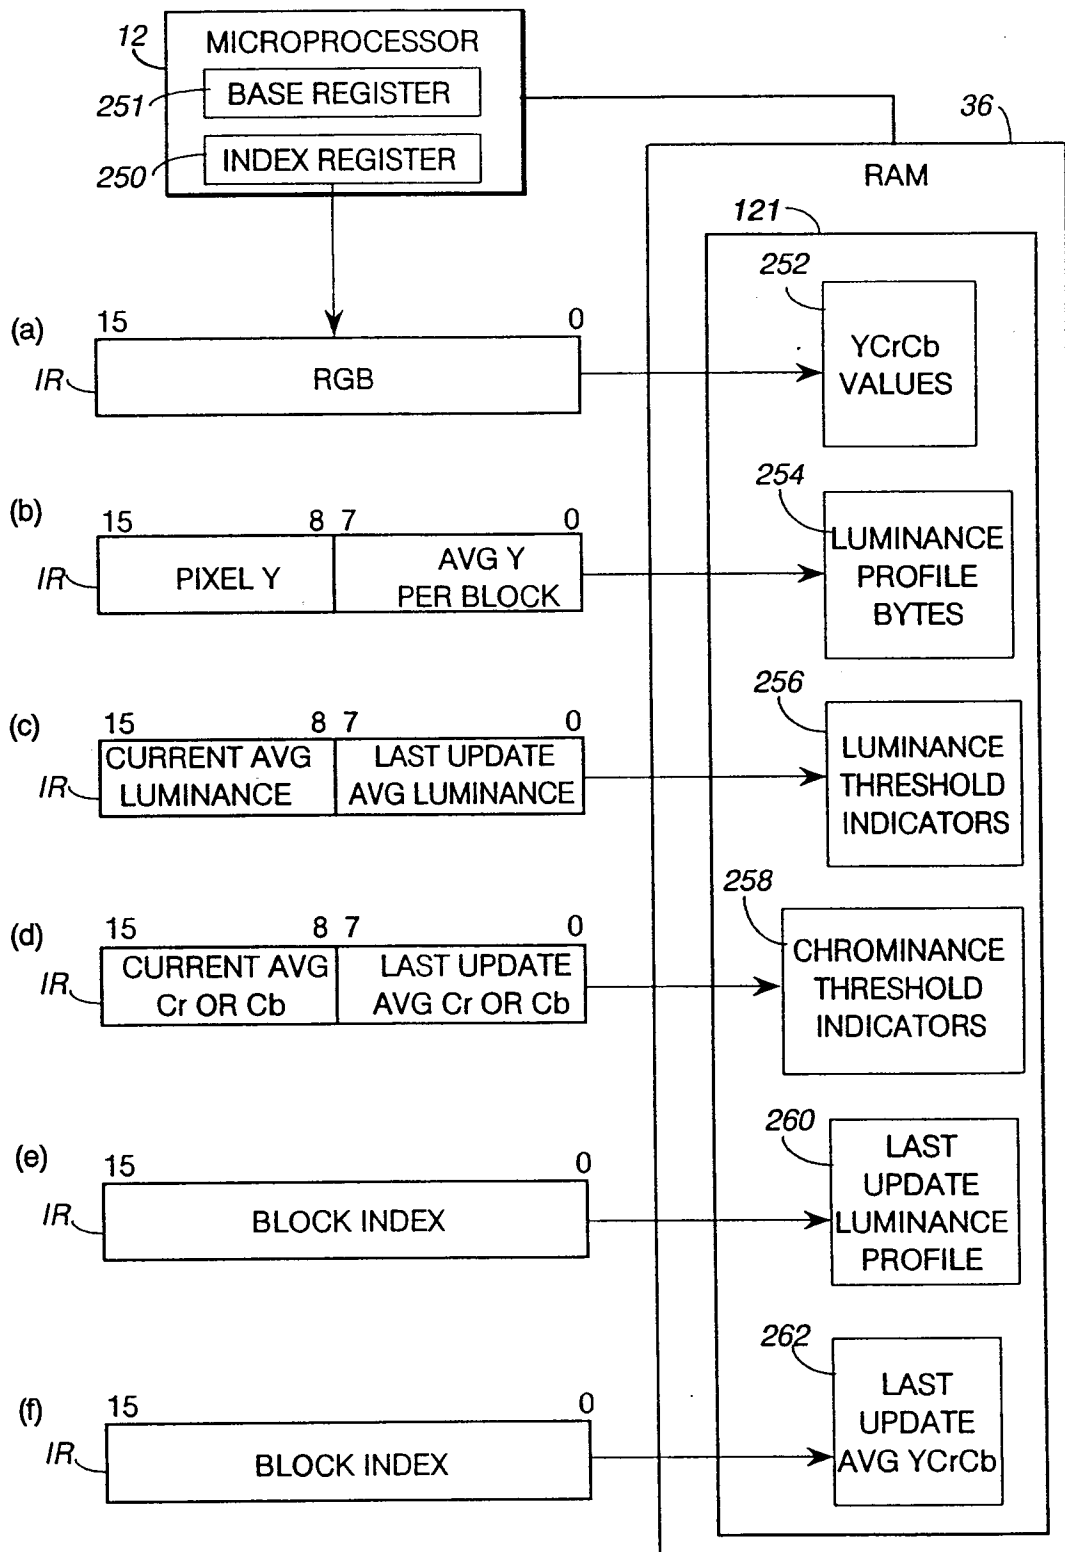 12
MICROPROCESSOR
251
BASE REGISTER
250
INDEX REGISTER
36
RAM
121
252
YCrCb
VALUES
(a)
15
0
IR
RGB
254
LUMINANCE
PROFILE
BYTES
(b)
15
8
7
0
IR
PIXEL Y
AVG Y
PER BLOCK
256
LUMINANCE
THRESHOLD
INDICATORS
(c)
15
8
7
0
IR
CURRENT AVG
LUMINANCE
LAST UPDATE
AVG LUMINANCE
258
CHROMINANCE
THRESHOLD
INDICATORS
(d)
15
8
7
0
IR
CURRENT AVG
Cr OR Cb
LAST UPDATE
AVG Cr OR Cb
260
LAST
UPDATE
LUMINANCE
PROFILE
(e)
15
0
IR
BLOCK INDEX
262
LAST
UPDATE
AVG YCrCb
(f)
15
0
IR
BLOCK INDEX